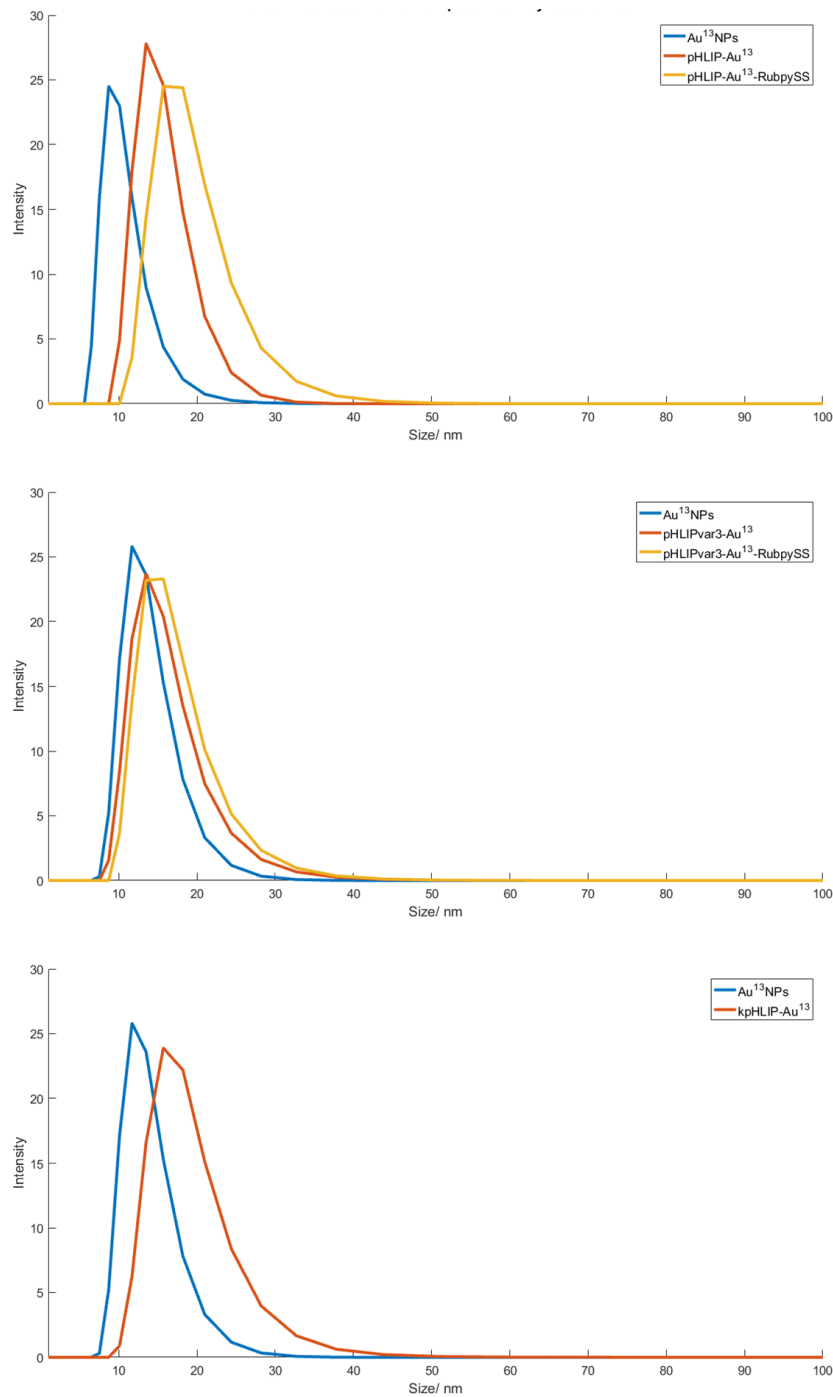 30
25
20
15
10
5
0
Intensity
Au¹³NPs
pHLIP-Au¹³
pHLIP-Au¹³-RubpySS
10 20 30 40 50 60 70 80 90 100
Size/ nm
30
25
20
15
10
5
0
Intensity
Au¹³NPs
pHLIPvar3-Au¹³
pHLIPvar3-Au¹³-RubpySS
10 20 30 40 50 60 70 80 90 100
Size/ nm
30
25
20
15
10
5
0
Intensity
Au¹³NPs
kpHLIP-Au¹³
10 20 30 40 50 60 70 80 90 100
Size/ nm